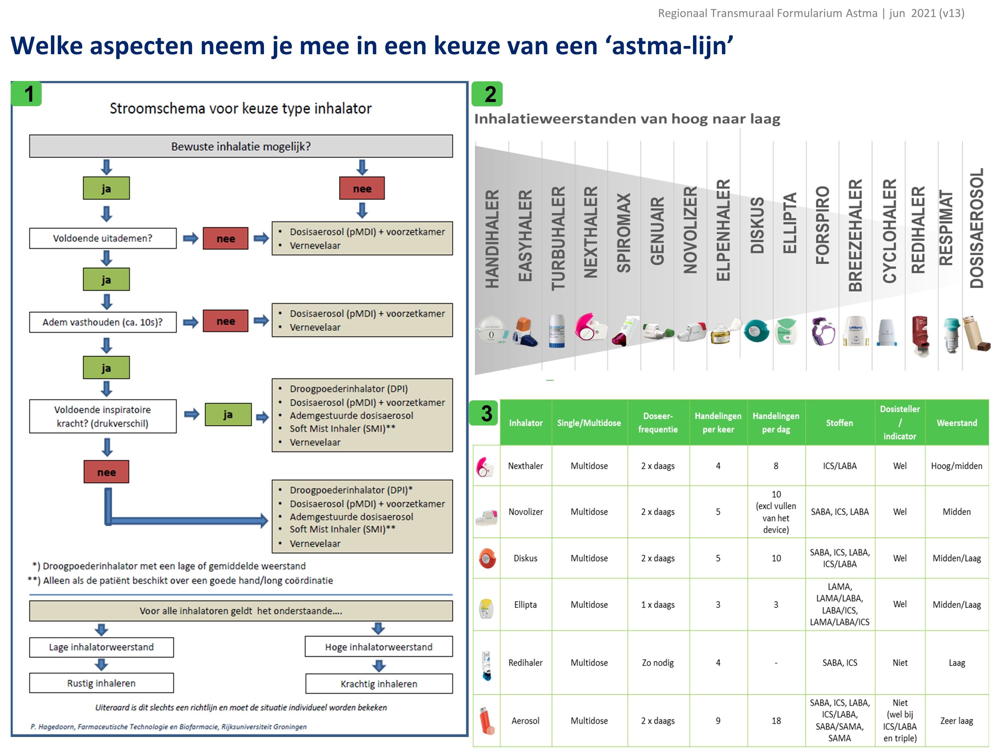 Regionaal Transmuraal Formularium Astma | jun 2021 (v13)
Welke aspecten neem je mee in een keuze van een ‘astma-lijn’
1
Stroomschema voor keuze type inhalator
Bewuste inhalatie mogelijk?
ja
nee
Voldoende uitademen?
nee
• Dosisaerosol (pMDI) + voorzetkamer
• Vernevelaar
ja
Adem vasthouden (ca. 10s)?
nee
• Dosisaerosol (pMDI) + voorzetkamer
• Vernevelaar
ja
Voldoende inspiratoire
kracht? (drukverschil)
ja
• Droogpoederinhalator (DPI)
• Dosisaerosol (pMDI) + voorzetkamer
• Ademgestuurde dosisaerosol
• Soft Mist Inhaler (SMI)**
• Vernevelaar
nee
• Droogpoederinhalator (DPI)*
• Dosisaerosol (pMDI) + voorzetkamer
• Ademgestuurde dosisaerosol
• Soft Mist Inhaler (SMI)**
• Vernevelaar
*) Droogpoederinhalator met een lage of gemiddelde weerstand
**) Alleen als de patiënt beschikt over een goede hand/long coördinatie
Voor alle inhalatoren geldt het onderstaande....
Lage inhalatorweerstand
Hoge inhalatorweerstand
Rustig inhaleren
Krachtig inhaleren
Uiteraard is dit slechts een richtlijn en moet de situatie individueel worden bekeken
P. Hagedoorn, Farmaceutische Technologie en Biofarmacie, Rijksuniversiteit Groningen
2
Inhalatieweerstanden van hoog naar laag
HANDIHALER
EASYHALER
TURBUHALER
NEXTHALER
SPIROMAX
GENUAIR
NOVOLIZER
ELPENHALER
DISKUS
ELLIPTA
FORSPIRO
BREEZEHALER
CYCLOHALER
REDIHALER
RESPIMAT
DOSISAEROSOL
HandiHaler
0
INCRUSE
ultibro
3
Inhalator
Single/Multidose
Doseer-
frequentie
Handelingen
per keer
Handelingen
per dag
Stoffen
Dosisteller
/
indicator
Weerstand
Nexthaler
Multidose
2 x daags
4
8
ICS/LABA
Wel
Hoog/midden
Novolizer
Multidose
2 x daags
5
10
(excl vullen
van het
device)
SABA, ICS, LABA
Wel
Midden
Diskus
Multidose
2 x daags
5
10
SABA, ICS, LABA,
ICS/LABA
Wel
Midden/Laag
Ellipta
Multidose
1 x daags
3
3
LAMA,
LAMA/LABA,
LABA/ICS,
LAMA/LABA/ICS
Wel
Midden/Laag
Redihaler
Multidose
Zo nodig
4
-
SABA, ICS
Niet
Laag
Aerosol
Multidose
2 x daags
9
18
SABA, ICS, LABA,
ICS/LABA,
SABA/SAMA,
SAMA
Niet
(wel bij
ICS/LABA
en triple)
Zeer laag